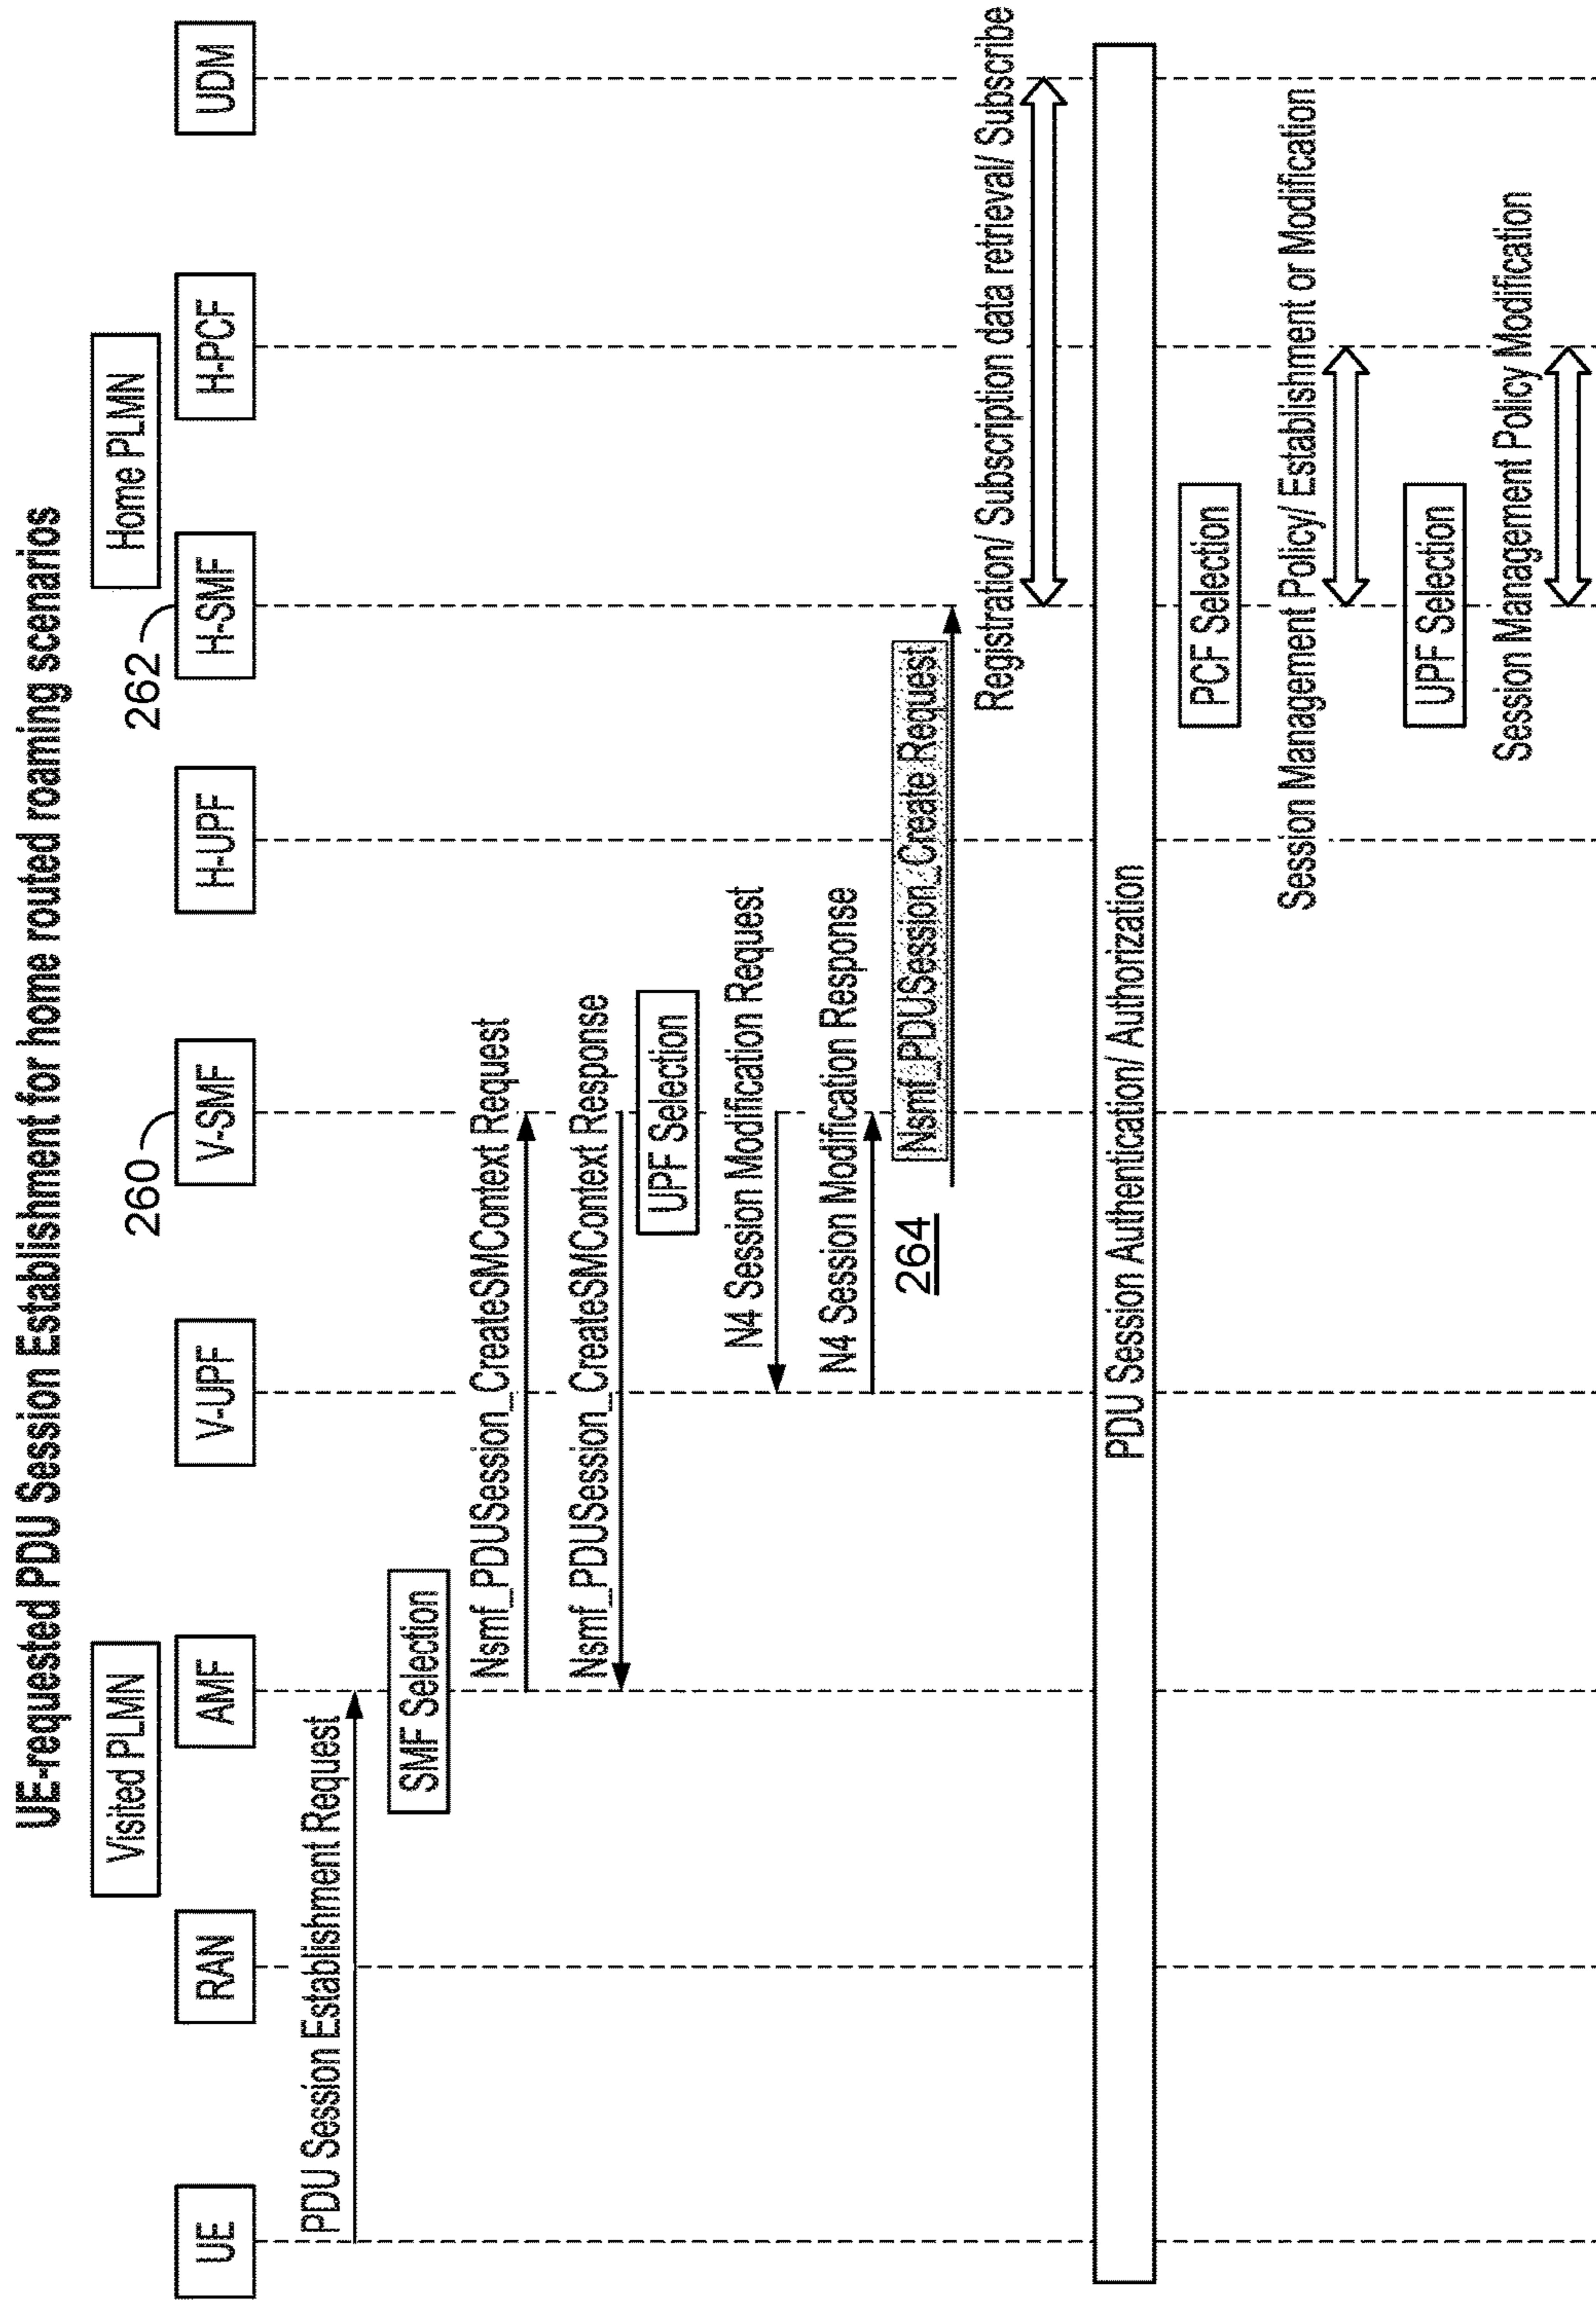 UE-requested PDU Session Establishment for home routed roaming scenarios
Visited PLMN
Home PLMN
260
262
UE
RAN
AMF
V-UPF
V-SMF
H-UPF
H-SMF
H-PCF
UDM
PDU Session Establishment Request
SMF Selection
Nsmf_PDUSession_CreateSMContext Request
Nsmf_PDUSession_CreateSMContext Response
UPF Selection
N4 Session Modification Request
N4 Session Modification Response
264
Nsmf_PDUSession_Create Request
Registration/ Subscription data retrieval/ Subscribe
PDU Session Authentication/ Authorization
PCF Selection
Session Management Policy/ Establishment or Modification
UPF Selection
Session Management Policy Modification